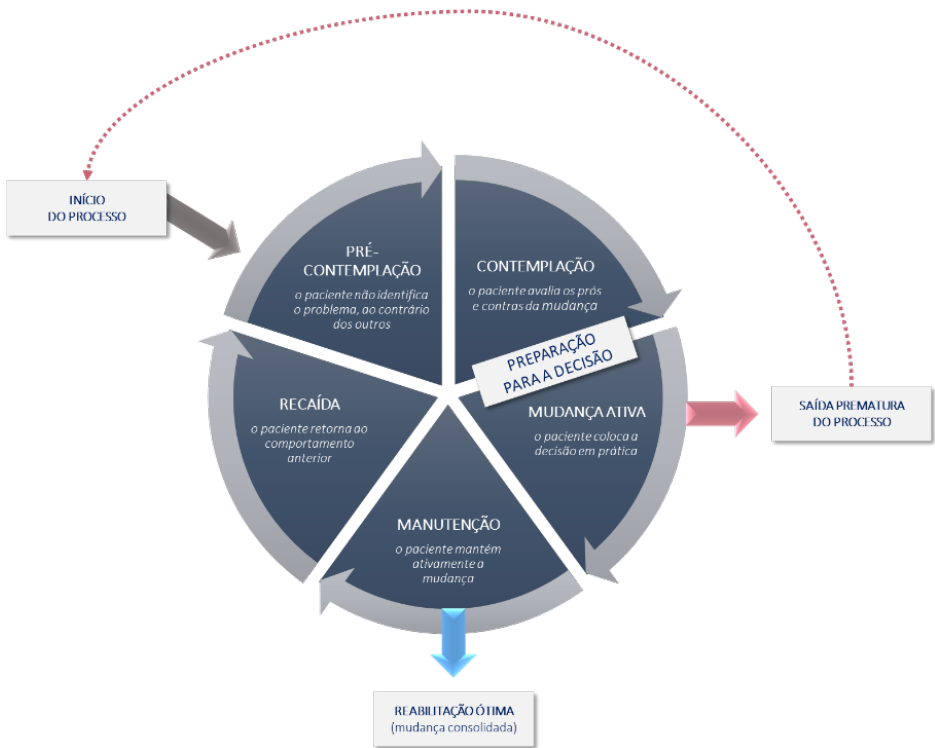 INÍCIO
DO PROCESSO
PRÉ-
CONTEMPLAÇÃO
o paciente não identifica
o problema, ao contrário
dos outros
CONTEMPLAÇÃO
o paciente avalia os prós
e contras da mudança
PREPARAÇÃO
PARA A DECISÃO
MUDANÇA ATIVA
o paciente coloca a
decisão em prática
SAÍDA PREMATURA
DO PROCESSO
RECAÍDA
o paciente retorna ao
comportamento
anterior
MANUTENÇÃO
o paciente mantém
ativamente a
mudança
REABILITAÇÃO ÓTIMA
(mudança consolidada)